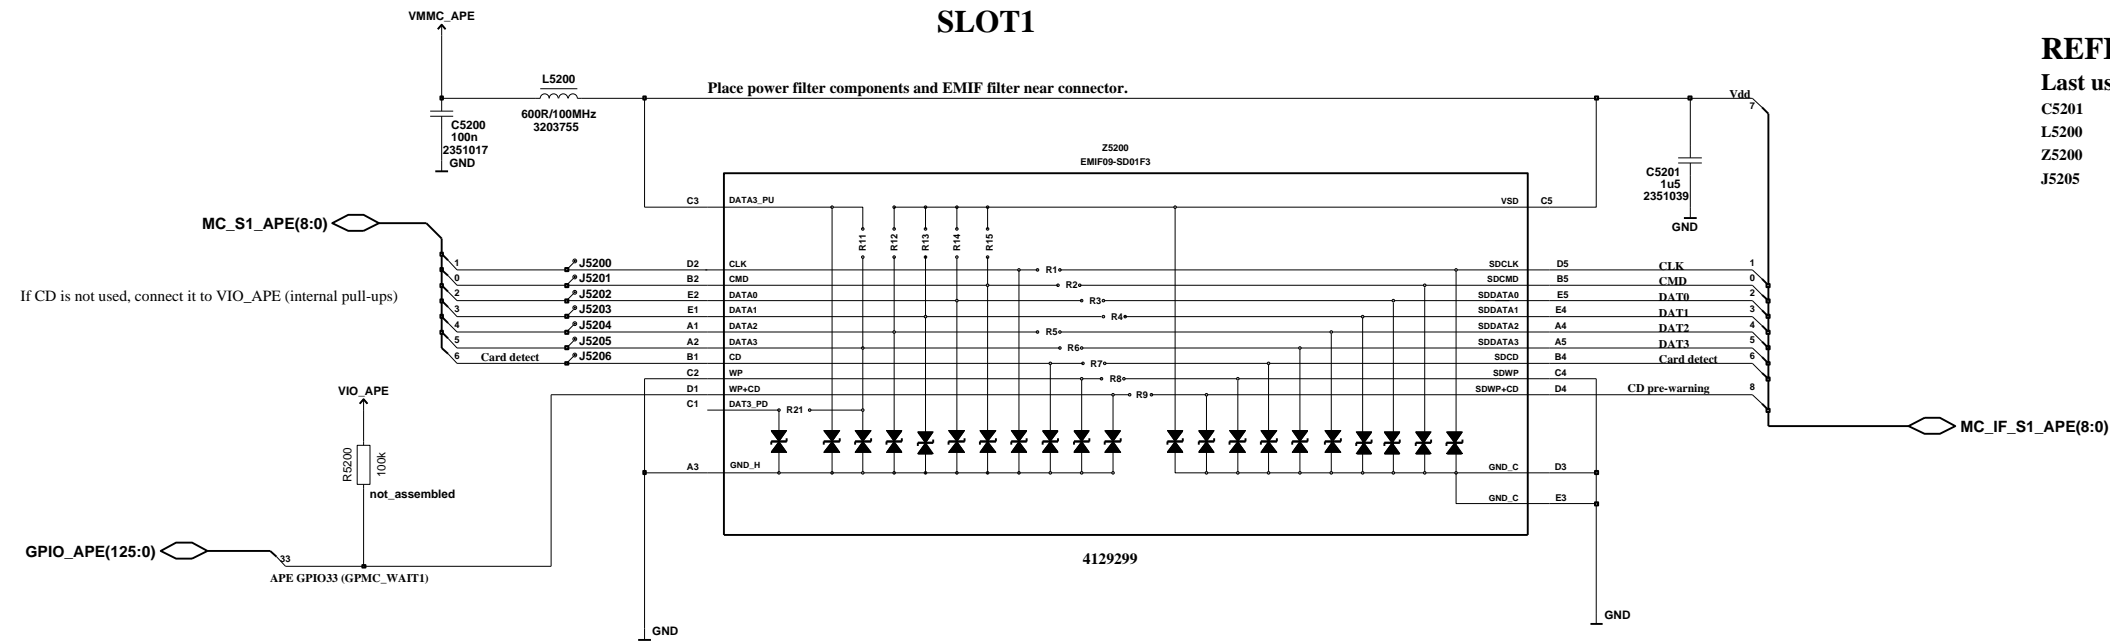 SLOT1
VMMC_APE
REFE
Last us
C5201
L5200
Z5200
J5205
L5200
600R/100MHz
3203755
Place power filter components and EMIF filter near connector.
Vdd
7
C5200
100n
2351017
GND
Z5200
EMIF09-SD01F3
C5201
1u5
2351039
GND
C3 DATA3_PU VSD C5
MC_S1_APE(8:0)
R11 R12 R13 R14 R15
1 J5200 D2 CLK R1 SDCLK D5 CLK 1
0 J5201 B2 CMD R2 SDCMD B5 CMD 0
2 J5202 E2 DATA0 R3 SDDATA0 E5 DAT0 2
If CD is not used, connect it to VIO_APE (internal pull-ups)
3 J5203 E1 DATA1 R4 SDDATA1 E4 DAT1 3
4 J5204 A1 DATA2 R5 SDDATA2 A4 DAT2 4
5 J5205 A2 DATA3 R6 SDDATA3 A5 DAT3 5
6 Card detect J5206 B1 CD R7 SDCD B4 Card detect 6
C2 WP R8 SDWP C4
D1 WP+CD R9 SDWP+CD D4 CD pre-warning 8
C1 DAT3_PD R21
VIO_APE
MC_IF_S1_APE(8:0)
R5200
100k
not_assembled
A3 GND_H GND_C D3
GND_C E3
GPIO_APE(125:0)
33
APE GPIO33 (GPMC_WAIT1)
4129299
GND
GND